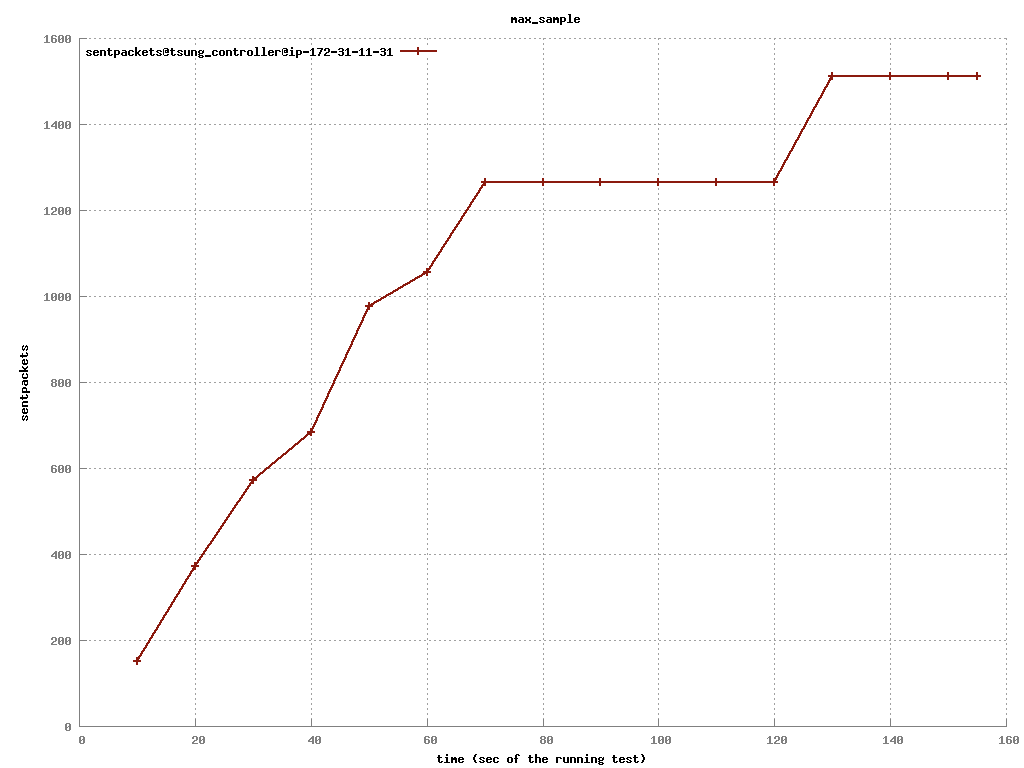 max_sample
sentpackets@tsung_controller@ip-172-31-11-31
1600
1400
1200
1000
800
600
400
200
0
sentpackets
0 20 40 60 80 100 120 140 160
time (sec of the running test)